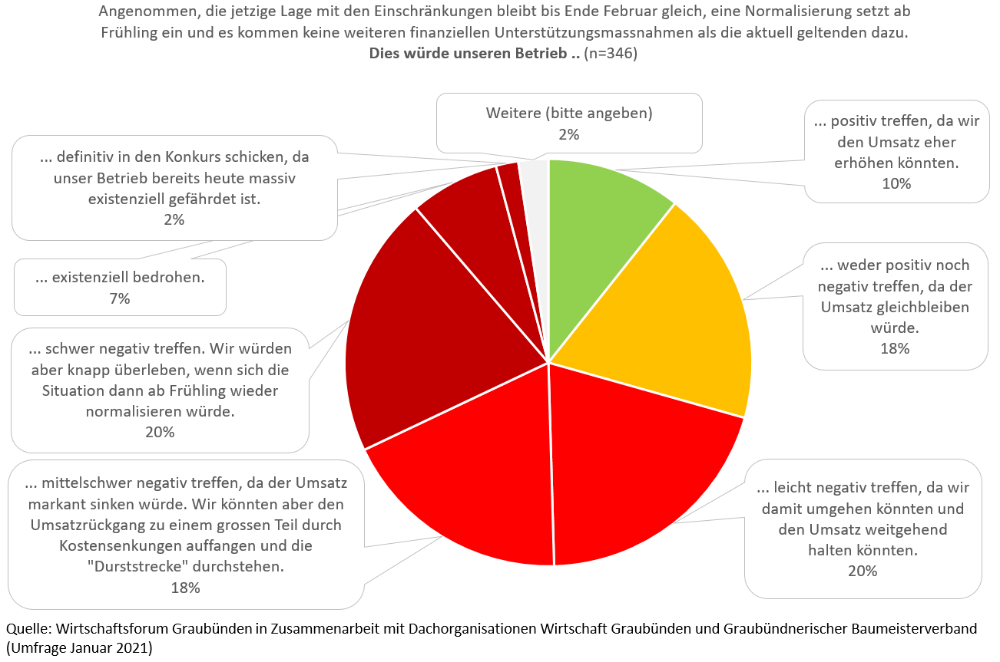 Angenommen, die jetzige Lage mit den Einschränkungen bleibt bis Ende Februar gleich, eine Normalisierung setzt ab
Frühling ein und es kommen keine weiteren finanziellen Unterstützungsmassnahmen als die aktuell geltenden dazu.
Dies würde unseren Betrieb .. (n=346)
Weitere (bitte angeben)
2%
... positiv treffen, da wir
den Umsatz eher
erhöhen könnten.
10%
... weder positiv noch
negativ treffen, da der
Umsatz gleichbleiben
würde.
18%
... leicht negativ treffen, da wir
damit umgehen könnten und
den Umsatz weitgehend
halten könnten.
20%
... mittelschwer negativ treffen, da der Umsatz
markant sinken würde. Wir könnten aber den
Umsatzrückgang zu einem grossen Teil durch
Kostensenkungen auffangen und die
"Durststrecke" durchstehen.
18%
... schwer negativ treffen. Wir würden
aber knapp überleben, wenn sich die
Situation dann ab Frühling wieder
normalisieren würde.
20%
... existenziell bedrohen.
7%
... definitiv in den Konkurs schicken, da
unser Betrieb bereits heute massiv
existenziell gefährdet ist.
2%
Quelle: Wirtschaftsforum Graubünden in Zusammenarbeit mit Dachorganisationen Wirtschaft Graubünden und Graubündnerischer Baumeisterverband
(Umfrage Januar 2021)